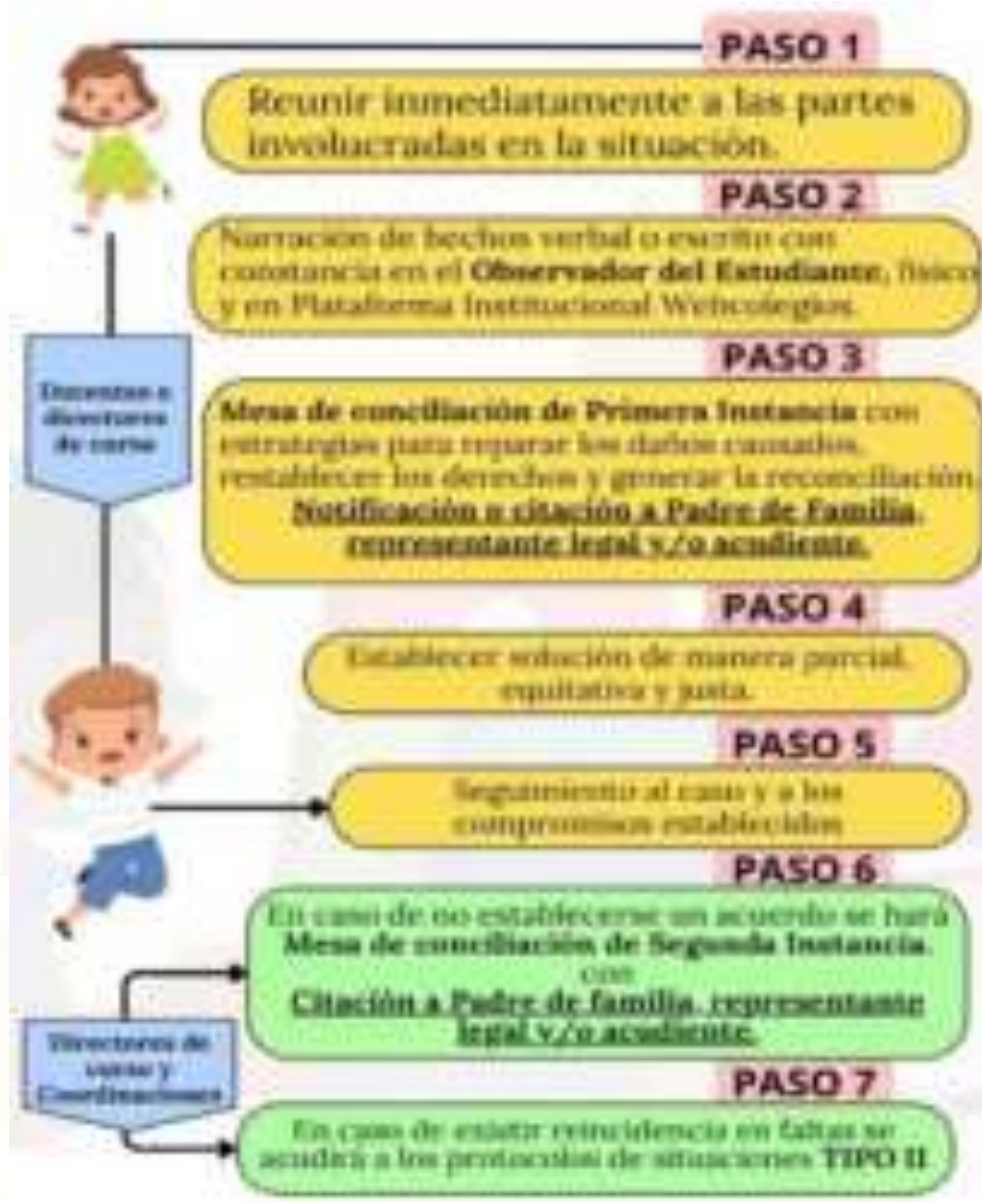 PASO 1
Reunir inmediatamente a las partes
involucradas en la situación.
PASO 2
Narración de hechos verbal o escrito con
constancia en el Observador del Estudiante, físico
y en Plataforma Institucional Webcolegios.
PASO 3
Docentes o
directores
de curso
Mesa de conciliación de Primera Instancia con
estrategias para reparar los daños causados,
restablecer los derechos y generar la reconciliación.
Notificación o citación a Padre de Familia,
representante legal y/o acudiente.
PASO 4
Establecer solución de manera parcial,
equitativa y justa.
PASO 5
Seguimiento al caso y a los
compromisos establecidos
PASO 6
En caso de no establecerse un acuerdo se hará
Mesa de conciliación de Segunda Instancia,
con
Citación a Padre de familia, representante
legal y/o acudiente.
Directores de
curso y
Coordinaciones
PASO 7
En caso de existir reincidencia en faltas se
acudirá a los protocolos de situaciones TIPO II